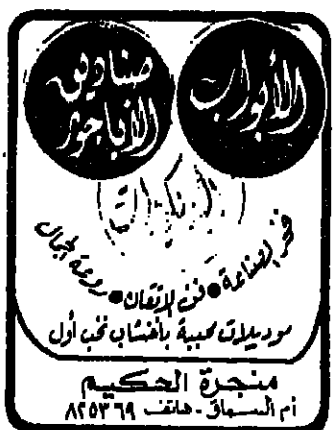 الأبواب
صناديق
الأباجور
الديكورات
فخر الصناعة • فن الإتقان • روعة الجمال
موديلات محببة بأخشاب نخب أول
منجرة الحكيم
أم السماق - هاتف ٨٢٥٣٦٩